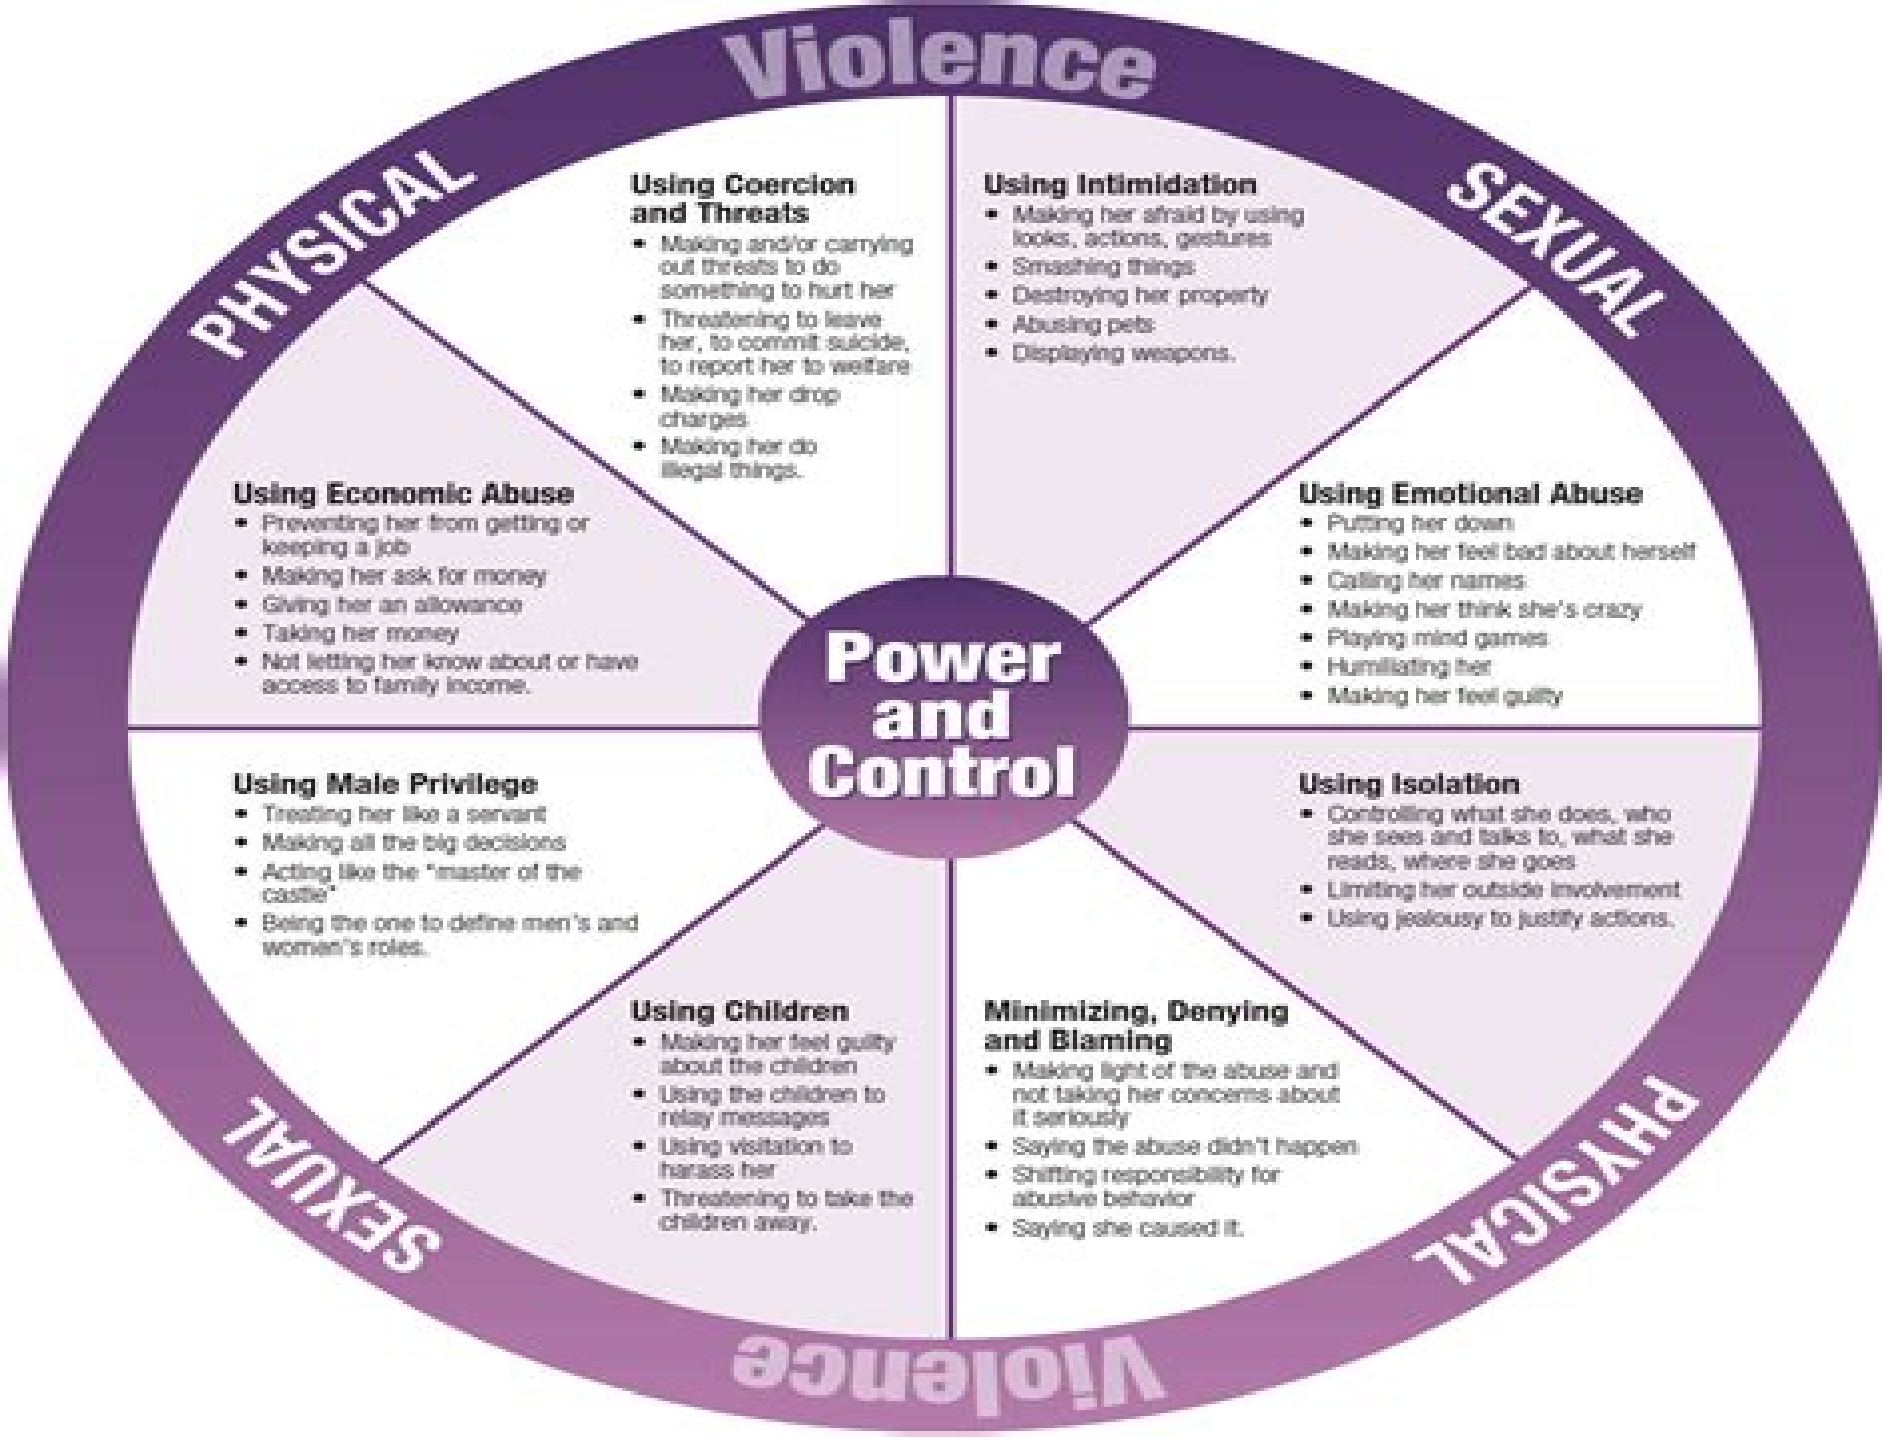 Violence
PHYSICAL
SEXUAL
Using Coercion
and Threats
• Making and/or carrying
out threats to do
something to hurt her
• Threatening to leave
her, to commit suicide,
to report her to welfare
• Making her drop
charges
• Making her do
illegal things.
Using Intimidation
• Making her afraid by using
looks, actions, gestures
• Smashing things
• Destroying her property
• Abusing pets
• Displaying weapons.
Using Economic Abuse
• Preventing her from getting or
keeping a job
• Making her ask for money
• Giving her an allowance
• Taking her money
• Not letting her know about or have
access to family income.
Using Emotional Abuse
• Putting her down
• Making her feel bad about herself
• Calling her names
• Making her think she's crazy
• Playing mind games
• Humiliating her
• Making her feel guilty
Power
and
Control
Using Male Privilege
• Treating her like a servant
• Making all the big decisions
• Acting like the "master of the
castle"
• Being the one to define men's and
women's roles.
Using Isolation
• Controlling what she does, who
she sees and talks to, what she
reads, where she goes
• Limiting her outside involvement
• Using jealousy to justify actions.
Using Children
• Making her feel guilty
about the children
• Using the children to
relay messages
• Using visitation to
harass her
• Threatening to take the
children away.
Minimizing, Denying
and Blaming
• Making light of the abuse and
not taking her concerns about
it seriously
• Saying the abuse didn't happen
• Shifting responsibility for
abusive behavior
• Saying she caused it.
SEXUAL
PHYSICAL
Violence